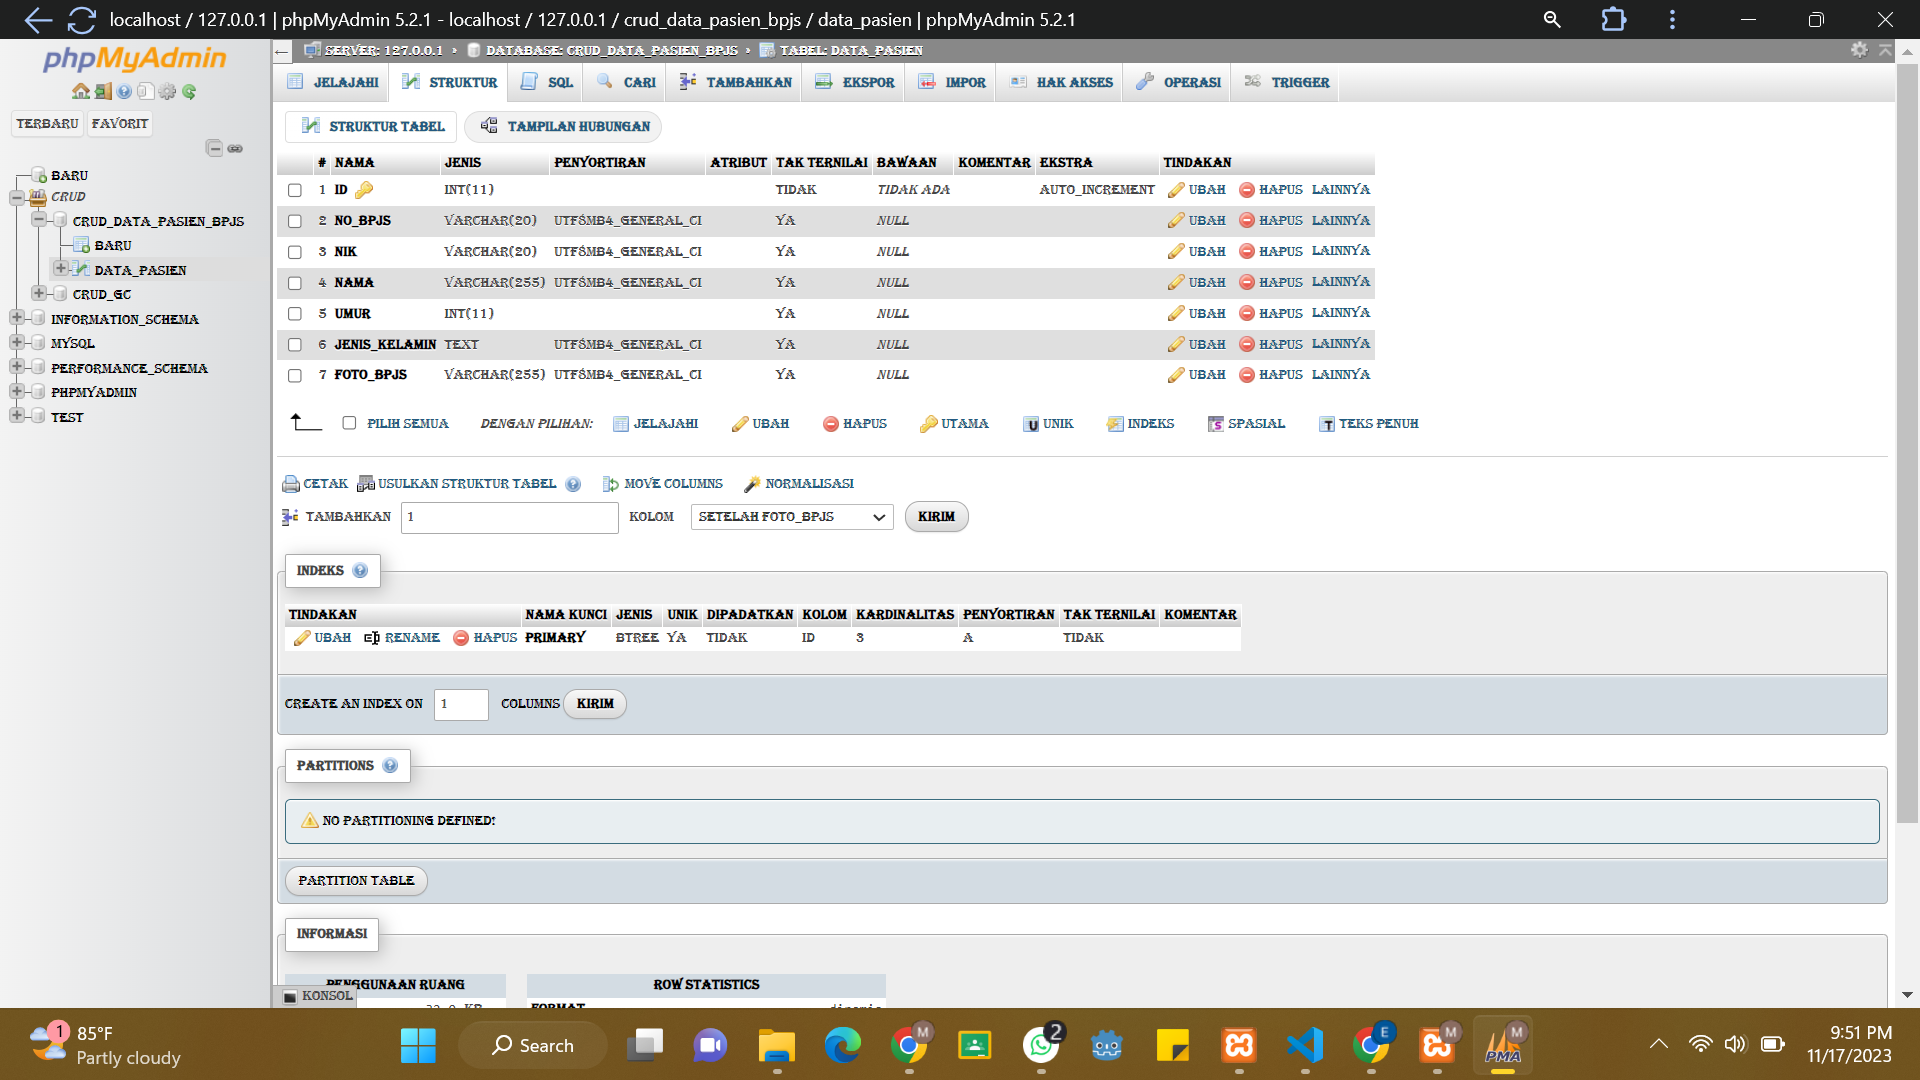 localhost / 127.0.0.1 | phpMyAdmin 5.2.1 - localhost / 127.0.0.1 / crud_data_pasien_bpjs / data_pasien | phpMyAdmin 5.2.1
phpMyAdmin
TERBARU FAVORIT
BARU
CRUD
CRUD_DATA_PASIEN_BPJS
BARU
DATA_PASIEN
CRUD_GC
INFORMATION_SCHEMA
MYSQL
PERFORMANCE_SCHEMA
PHPMYADMIN
TEST
SERVER: 127.0.0.1 » DATABASE: CRUD_DATA_PASIEN_BPJS » TABEL: DATA_PASIEN
JELAJAHI STRUKTUR SQL CARI TAMBAHKAN EKSPOR IMPOR HAK AKSES OPERASI TRIGGER
STRUKTUR TABEL TAMPILAN HUBUNGAN
# NAMA JENIS PENYORTIRAN ATRIBUT TAK TERNILAI BAWAAN KOMENTAR EKSTRA TINDAKAN
1 ID INT(11) TIDAK TIDAK ADA AUTO_INCREMENT UBAH HAPUS LAINNYA
2 NO_BPJS VARCHAR(20) UTF8MB4_GENERAL_CI YA NULL UBAH HAPUS LAINNYA
3 NIK VARCHAR(20) UTF8MB4_GENERAL_CI YA NULL UBAH HAPUS LAINNYA
4 NAMA VARCHAR(255) UTF8MB4_GENERAL_CI YA NULL UBAH HAPUS LAINNYA
5 UMUR INT(11) YA NULL UBAH HAPUS LAINNYA
6 JENIS_KELAMIN TEXT UTF8MB4_GENERAL_CI YA NULL UBAH HAPUS LAINNYA
7 FOTO_BPJS VARCHAR(255) UTF8MB4_GENERAL_CI YA NULL UBAH HAPUS LAINNYA
PILIH SEMUA DENGAN PILIHAN: JELAJAHI UBAH HAPUS UTAMA UNIK INDEKS SPASIAL TEKS PENUH
CETAK USULKAN STRUKTUR TABEL MOVE COLUMNS NORMALISASI
TAMBAHKAN 1 KOLOM SETELAH FOTO_BPJS KIRIM
INDEKS
TINDAKAN NAMA KUNCI JENIS UNIK DIPADATKAN KOLOM KARDINALITAS PENYORTIRAN TAK TERNILAI KOMENTAR
UBAH RENAME HAPUS PRIMARY BTREE YA TIDAK ID 3 A TIDAK
CREATE AN INDEX ON 1 COLUMNS KIRIM
PARTITIONS
NO PARTITIONING DEFINED!
PARTITION TABLE
INFORMASI
PENGGUNAAN RUANG ROW STATISTICS
KONSOL
1
85°F
Partly cloudy
Search
M
2
E
M
M
PMA
9:51 PM
11/17/2023